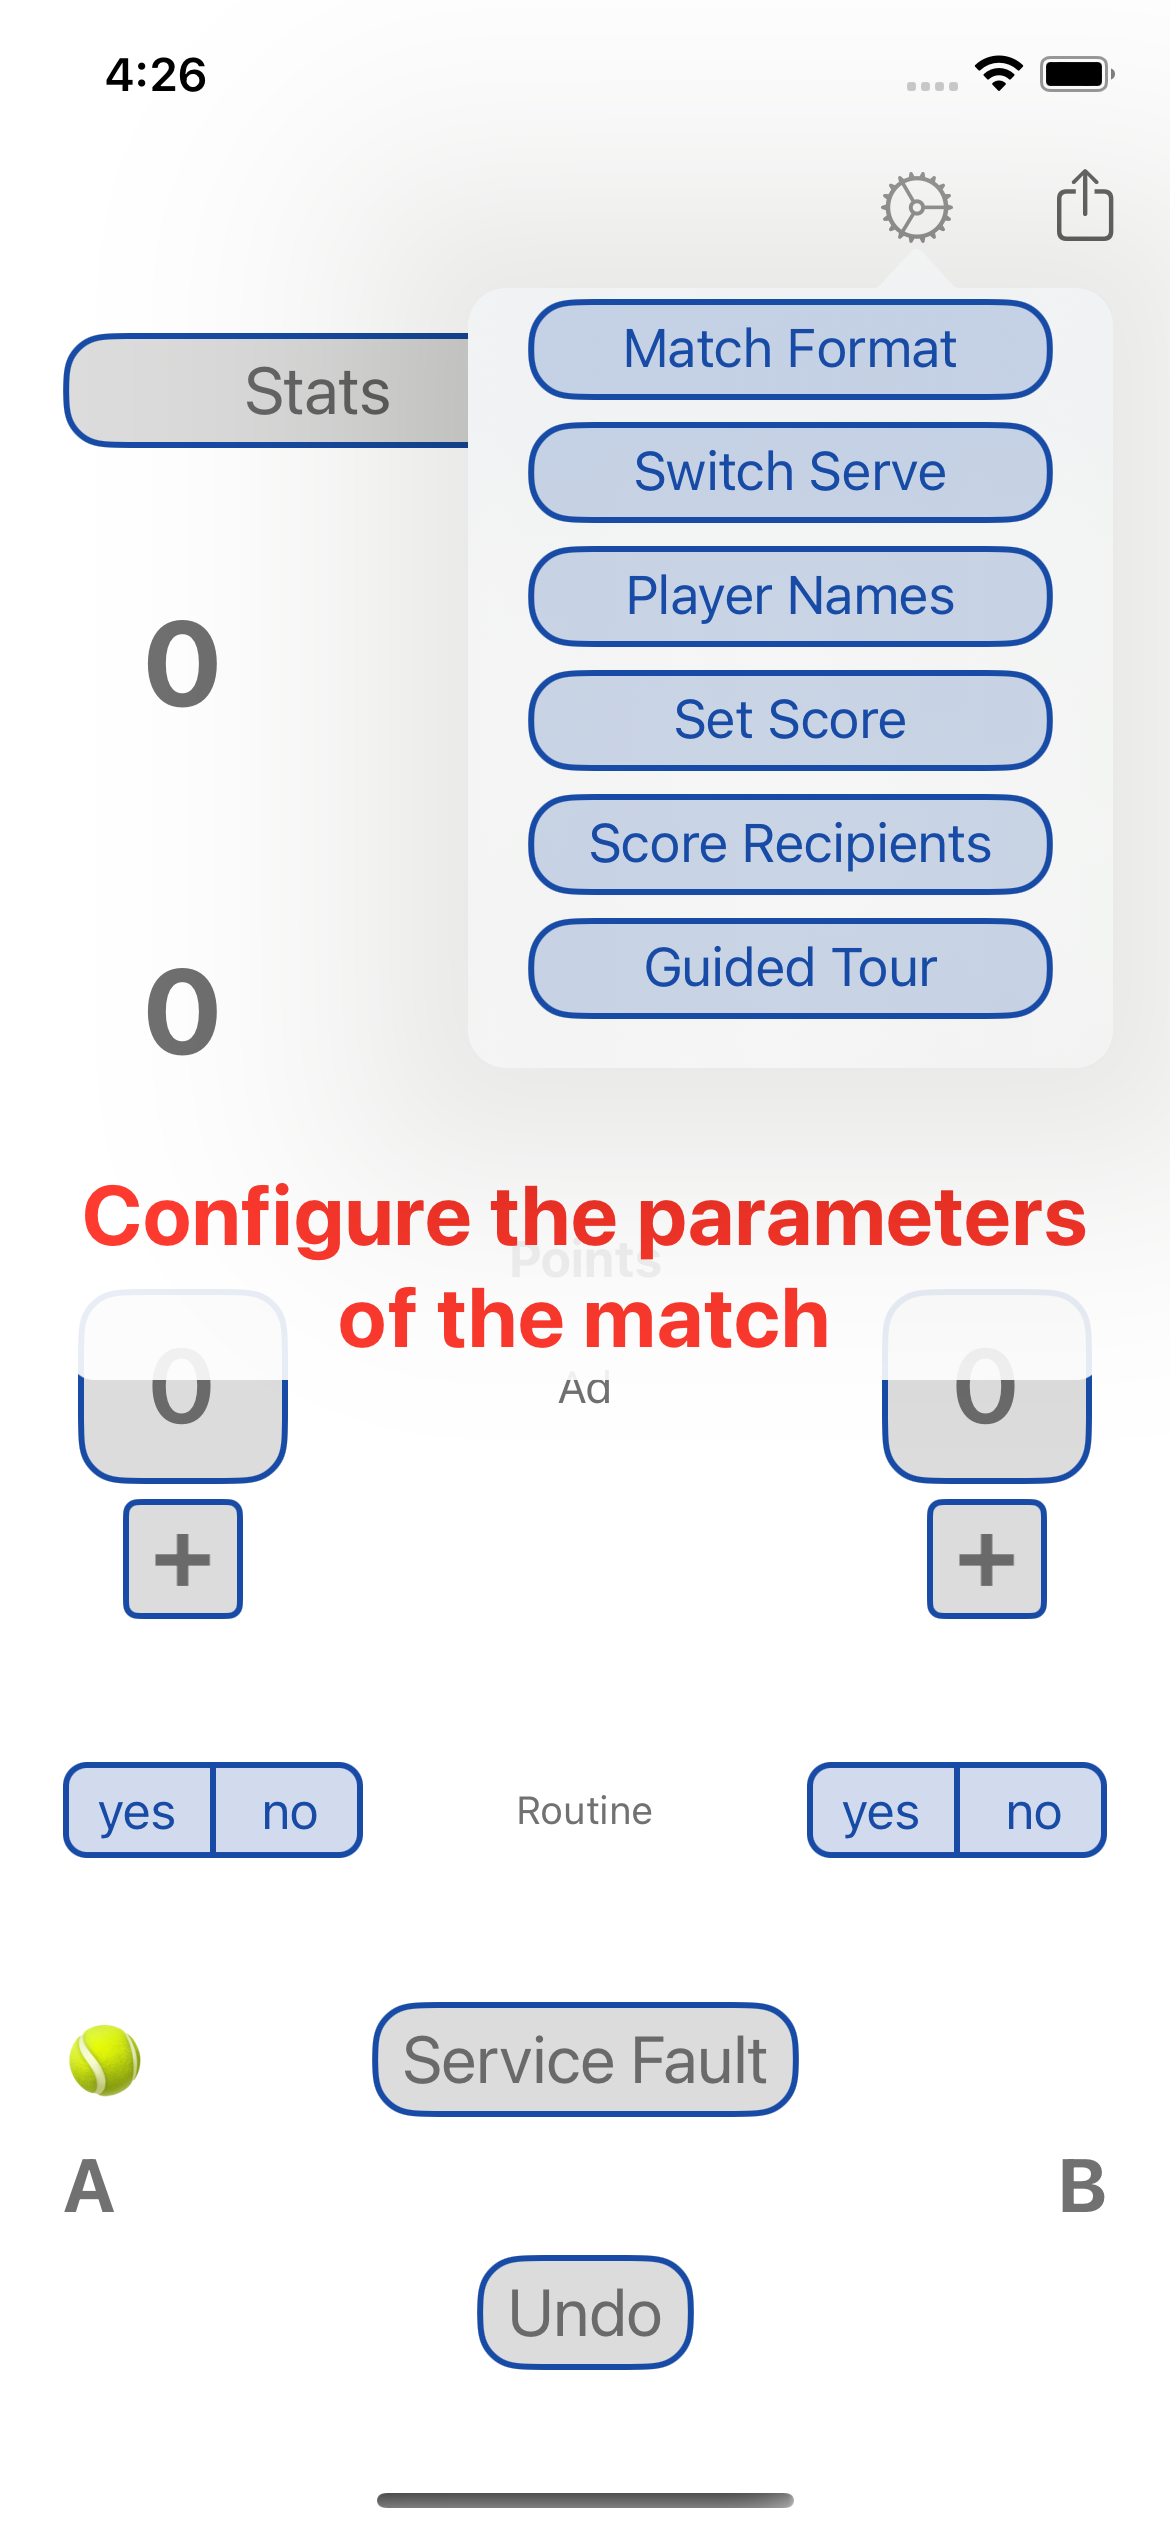 4:26
Match Format
Stats
Switch Serve
Player Names
0
Set Score
Score Recipients
Guided Tour
0
Configure the parameters
Points
of the match
0 Ad 0
+ +
yes no Routine yes no
Service Fault
A B
Undo